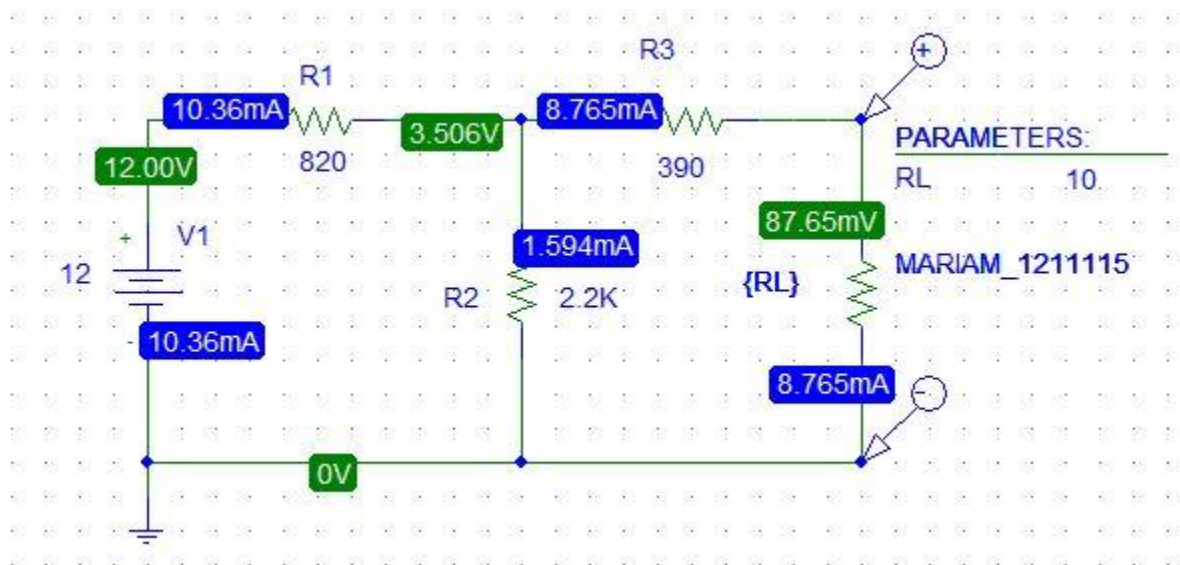 R1
R3
+
10.36mA
3.506V
8.765mA
820
390
12.00V
PARAMETERS:
RL 10
+
V1
12
-
10.36mA
1.594mA
R2
2.2K
87.65mV
{RL}
MARIAM_1211115
8.765mA
-
0V